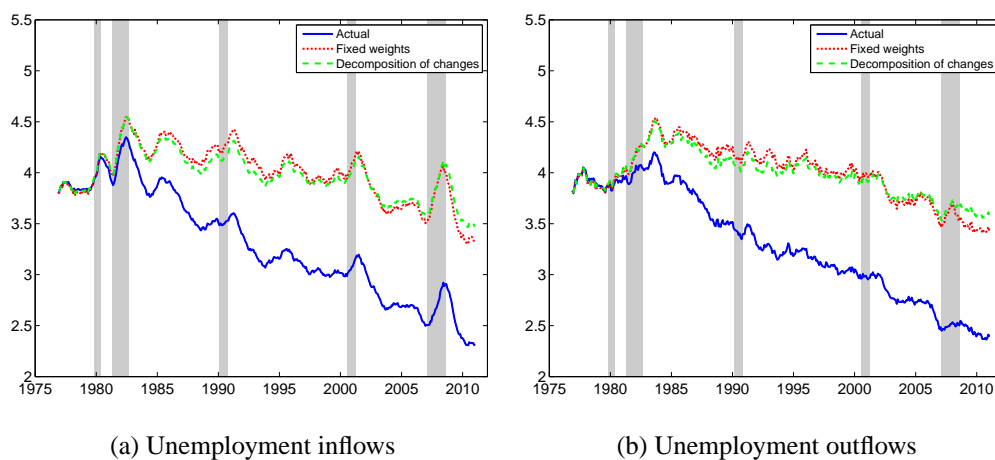 5.5
5
4.5
4
3.5
3
2.5
2
1975 1980 1985 1990 1995 2000 2005 2010
Actual
Fixed weights
Decomposition of changes
(a) Unemployment inflows
5.5
5
4.5
4
3.5
3
2.5
2
1975 1980 1985 1990 1995 2000 2005 2010
Actual
Fixed weights
Decomposition of changes
(b) Unemployment outflows